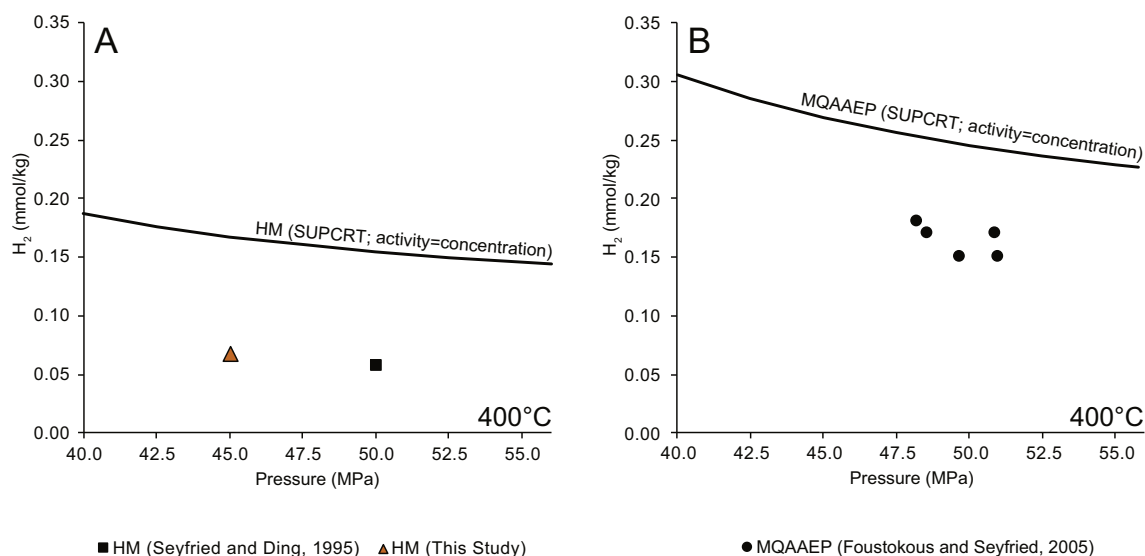 A
0.35
0.30
0.25
0.20
0.15
0.10
0.05
0.00
H2 (mmol/kg)
HM (SUPCRT; activity=concentration)
400°C
40.0 42.5 45.0 47.5 50.0 52.5 55.0
Pressure (MPa)
B
0.35
0.30
0.25
0.20
0.15
0.10
0.05
0.00
H2 (mmol/kg)
MQAAEP (SUPCRT; activity=concentration)
400°C
40.0 42.5 45.0 47.5 50.0 52.5 55.0
Pressure (MPa)
HM (Seyfried and Ding, 1995) HM (This Study)
MQAAEP (Foustokous and Seyfried, 2005)